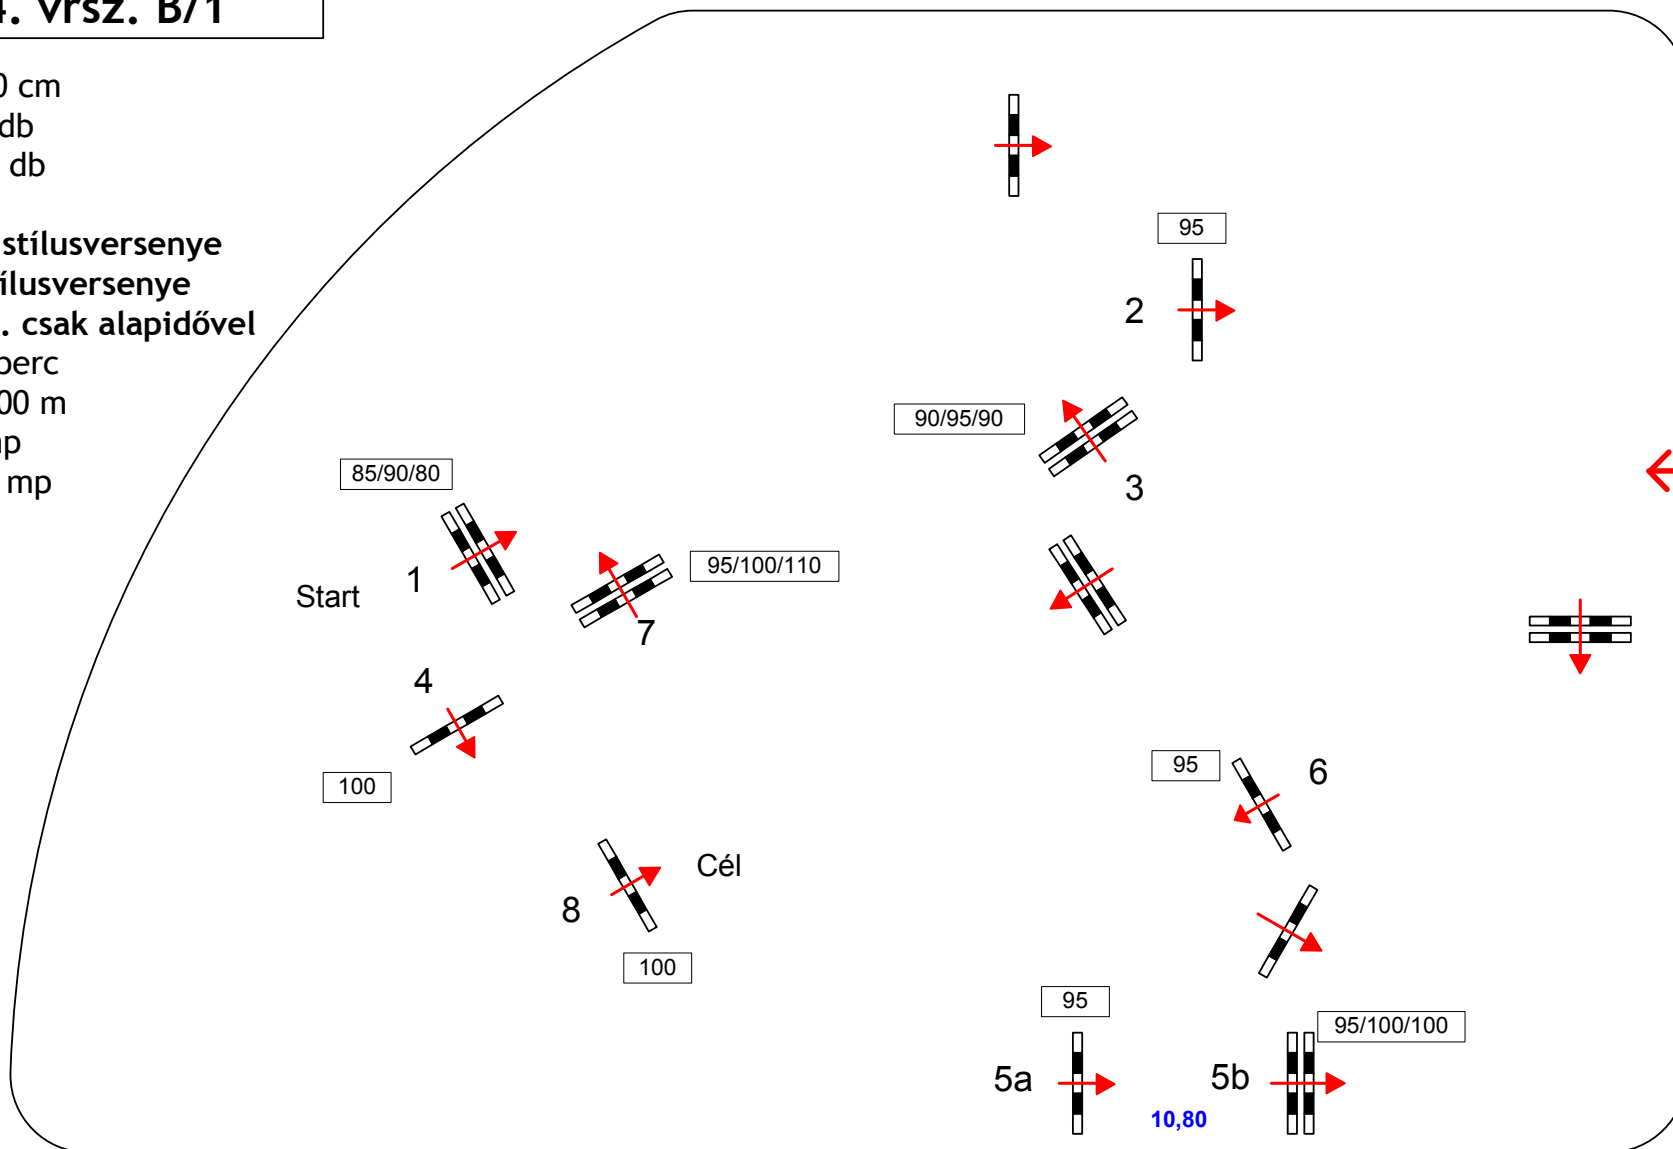 4. vrsz. B/1
0 cm
db
db
stílusversenye
ílusversenye
. csak alapidővel
perc
00 m
mp
95
2
90/95/90
3
85/90/80
Start
1
95/100/110
7
4
100
95
6
Cél
8
100
95
95/100/100
5a
5b
10,80